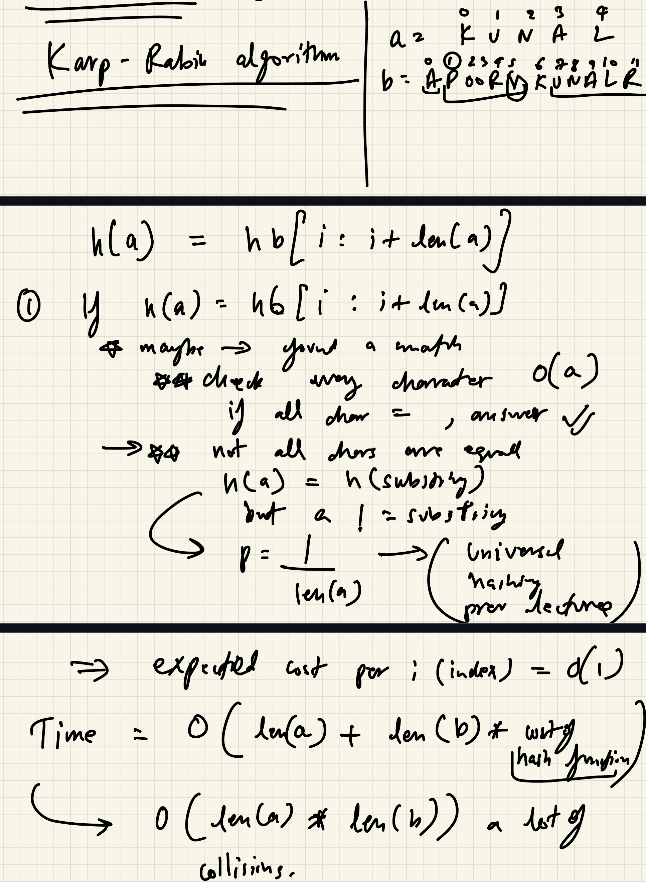 Karp-Rabin algorithm
0 1 2 3 4
a = K U N A L
0 1 2 3 4 5 6 7 8 9 10 11
b = A P O O R V K U N A L R
h(a) = h b[i : i + len(a)]
① If h(a) = hb[i : i + len(a)]
☆ maybe → found a match
☆☆ check every character O(a)
if all char = , answer ✓✓
→ ☆☆ not all chars are equal
h(a) = h(substring)
but a != substring
p = 1 / len(a) → (universal
hashing
prev lectures)
⇒ expected cost per i (index) = O(1)
Time = O(len(a) + len(b) * cost of
hash function)
↳ O(len(a) * len(b)) a lot of
collisions.